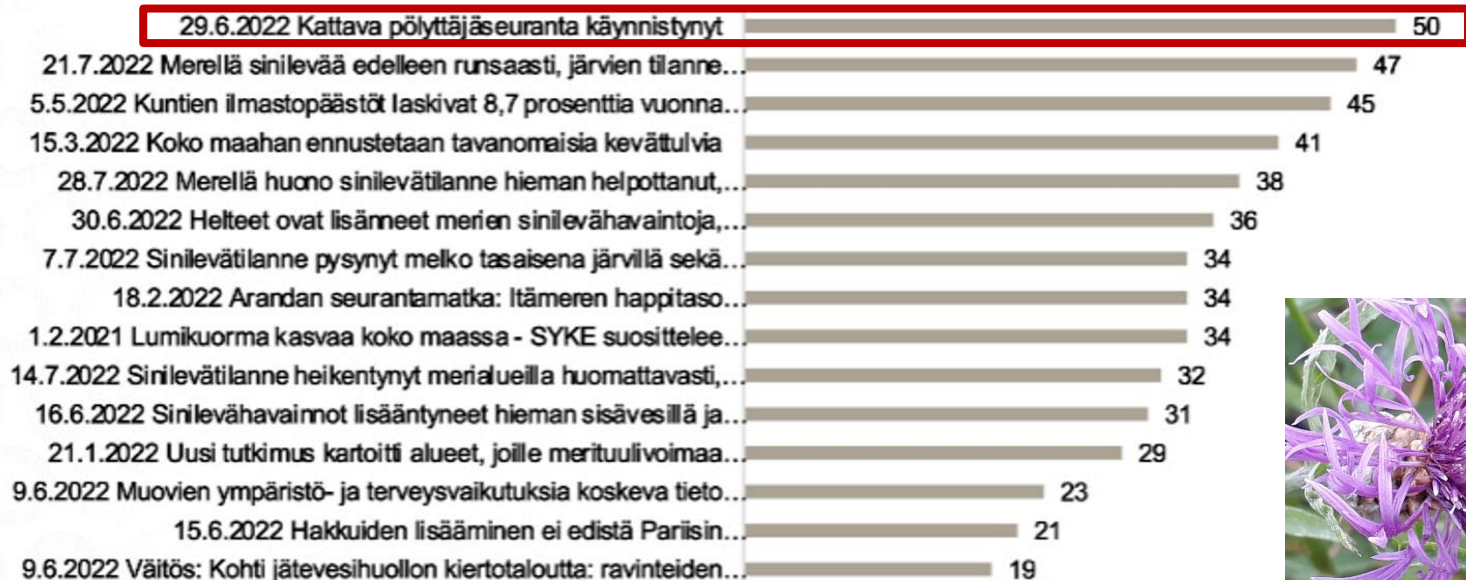 29.6.2022 Kattava pölyttäjäseuranta käynnistynyt 50
21.7.2022 Merellä sinilevää edelleen runsaasti, järvien tilanne... 47
5.5.2022 Kuntien ilmastopäästöt laskivat 8,7 prosenttia vuonna... 45
15.3.2022 Koko maahan ennustetaan tavanomaisia kevättulvia 41
28.7.2022 Merellä huono sinilevätilanne hieman helpottanut,... 38
30.6.2022 Helteet ovat lisänneet merien sinilevähavaintoja,... 36
7.7.2022 Sinilevätilanne pysynyt melko tasaisena järvillä sekä... 34
18.2.2022 Arandan seurantamatka: Itämeren happitaso... 34
1.2.2021 Lumikuorma kasvaa koko maassa - SYKE suosittelee... 34
14.7.2022 Sinilevätilanne heikentynyt merialueilla huomattavasti,... 32
16.6.2022 Sinilevähavainnot lisääntyneet hieman sisävesillä ja... 31
21.1.2022 Uusi tutkimus kartoitti alueet, joille merituulivoimaa... 29
9.6.2022 Muovien ympäristö- ja terveysvaikutuksia koskeva tieto... 23
15.6.2022 Hakkuiden lisääminen ei edistä Pariisin... 21
9.6.2022 Väitös: Kohti jätevesihuollon kiertotaloutta: ravinteiden... 19